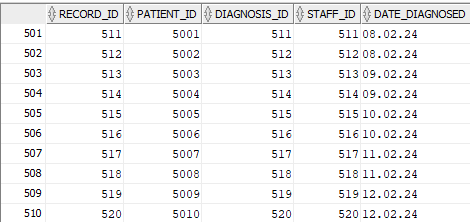 RECORD_ID PATIENT_ID DIAGNOSIS_ID STAFF_ID DATE_DIAGNOSED
501 511 5001 511 511 08.02.24
502 512 5002 512 512 08.02.24
503 513 5003 513 513 09.02.24
504 514 5004 514 514 09.02.24
505 515 5005 515 515 10.02.24
506 516 5006 516 516 10.02.24
507 517 5007 517 517 11.02.24
508 518 5008 518 518 11.02.24
509 519 5009 519 519 12.02.24
510 520 5010 520 520 12.02.24